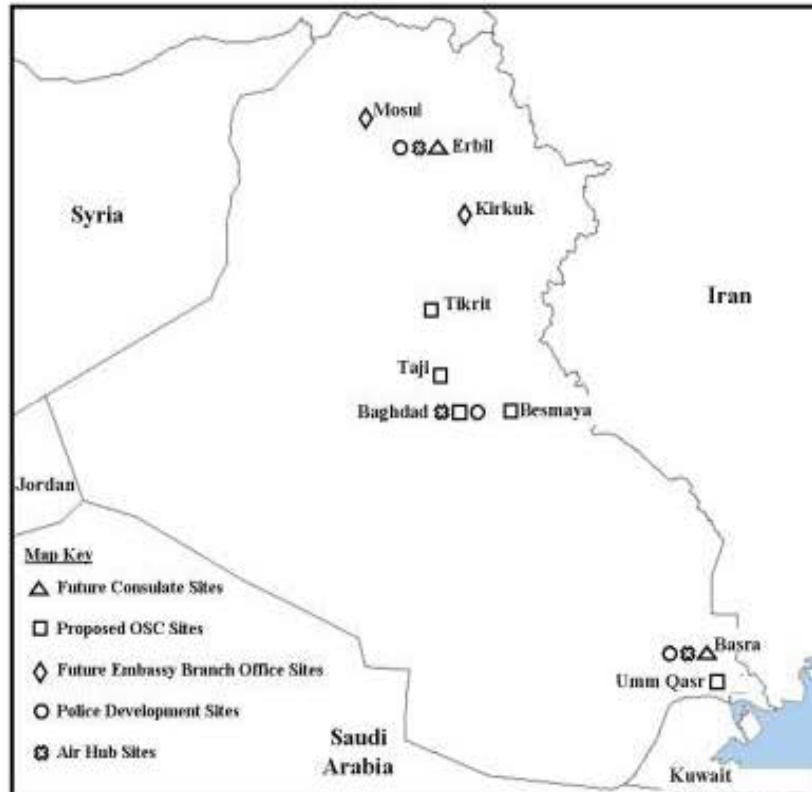 Mosul
Erbil
Syria
Kirkuk
Iran
Tikrit
Taji
Baghdad
Besmaya
Jordan
Map Key
Future Consulate Sites
Proposed OSC Sites
Future Embassy Branch Office Sites
Police Development Sites
Air Hub Sites
Basra
Umm Qasr
Saudi
Arabia
Kuwait